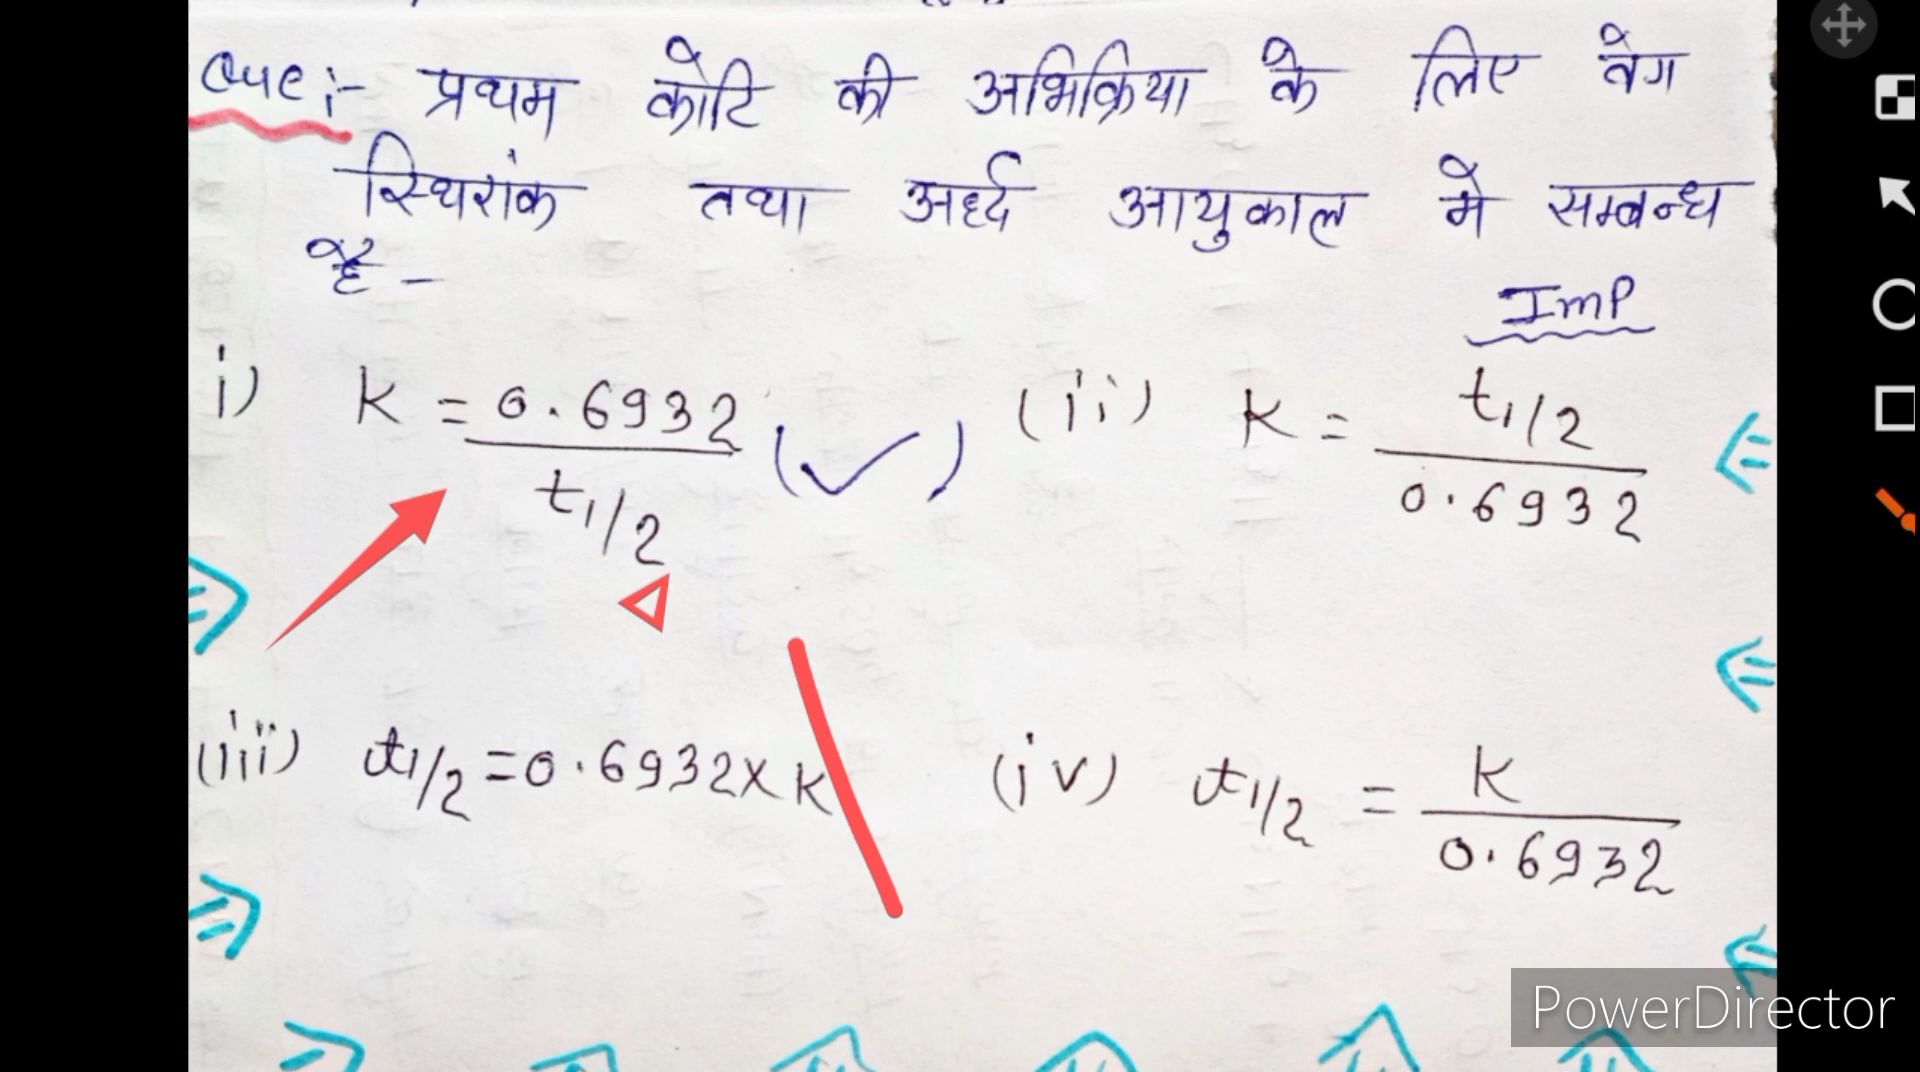 Que:- प्रथम कोटि की अभिक्रिया के लिए वेग
स्थिरांक तथा अर्ध्द आयुकाल मे सम्बन्ध
है -
Imp
i) K = 0.6932 / t1/2 (✓) (ii) K = t1/2 / 0.6932
(iii) t1/2 = 0.6932 x K (iv) t1/2 = K / 0.6932
PowerDirector